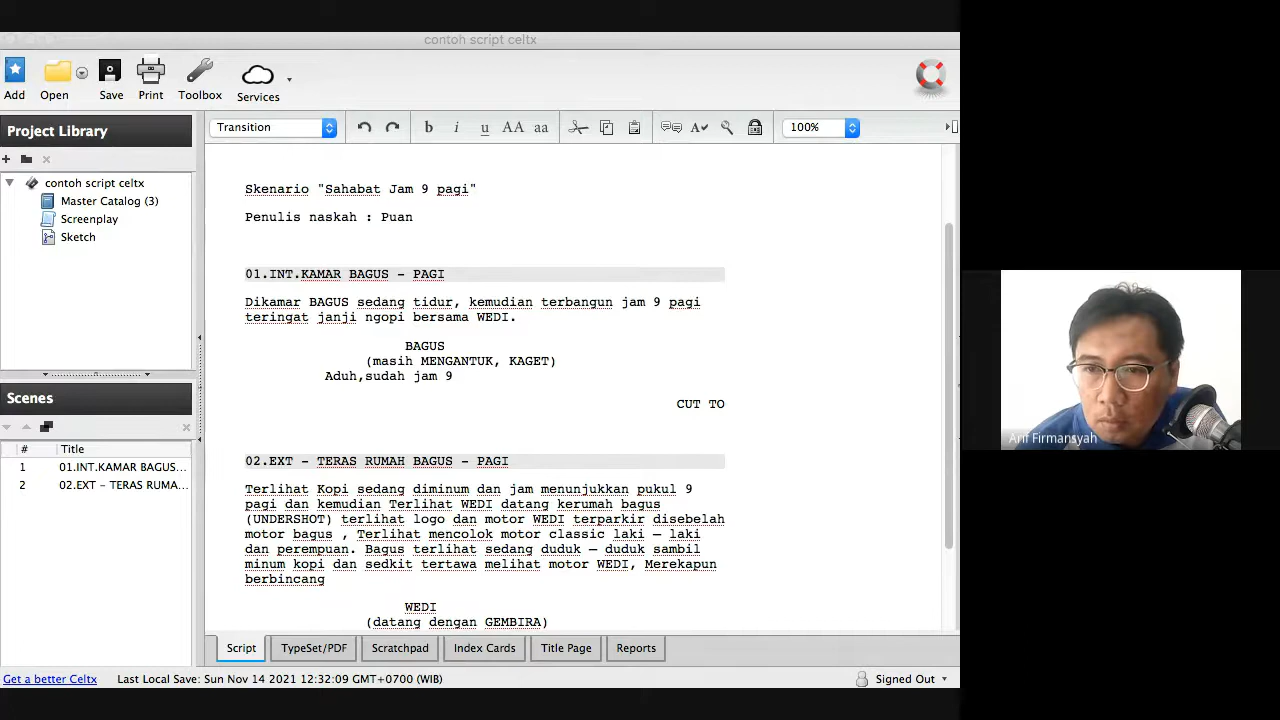 contoh script celtx
Add
Open
Save
Print
Toolbox
Services
Project Library
Transition
b
i
u
AA
aa
100%
contoh script celtx
Master Catalog (3)
Screenplay
Sketch
Scenes
# Title
1 01.INT.KAMAR BAGUS...
2 02.EXT - TERAS RUMA...
Skenario "Sahabat Jam 9 pagi"
Penulis naskah : Puan
01.INT.KAMAR BAGUS - PAGI
Dikamar BAGUS sedang tidur, kemudian terbangun jam 9 pagi
teringat janji ngopi bersama WEDI.
BAGUS
(masih MENGANTUK, KAGET)
Aduh,sudah jam 9
CUT TO
02.EXT - TERAS RUMAH BAGUS - PAGI
Terlihat Kopi sedang diminum dan jam menunjukkan pukul 9
pagi dan kemudian Terlihat WEDI datang kerumah bagus
(UNDERSHOT) terlihat logo dan motor WEDI terparkir disebelah
motor bagus , Terlihat mencolok motor classic laki – laki
dan perempuan. Bagus terlihat sedang duduk – duduk sambil
minum kopi dan sedkit tertawa melihat motor WEDI, Merekapun
berbincang
WEDI
(datang dengan GEMBIRA)
Script
TypeSet/PDF
Scratchpad
Index Cards
Title Page
Reports
Get a better Celtx
Last Local Save: Sun Nov 14 2021 12:32:09 GMT+0700 (WIB)
Signed Out
Arif Firmansyah